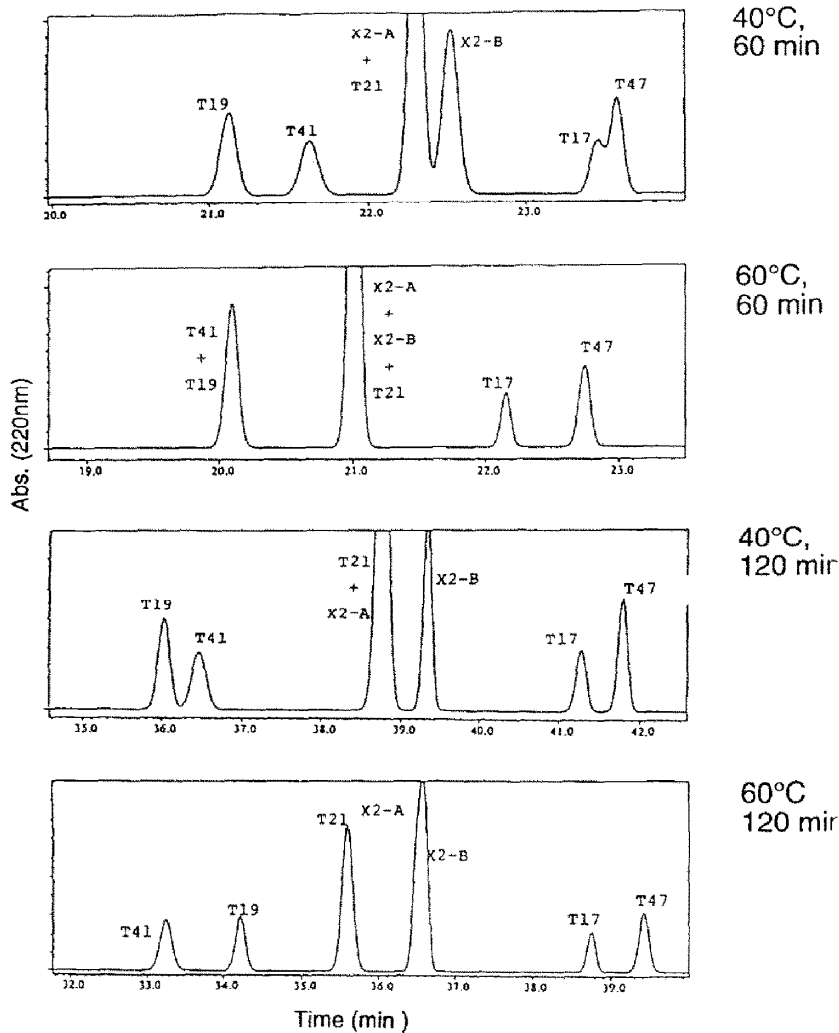 40°C,
60 min
X2-A
+
T21
X2-B
T19
T41
T17
T47
20.0 21.0 22.0 23.0
60°C,
60 min
T41
+
T19
X2-A
+
X2-B
+
T21
T17
T47
19.0 20.0 21.0 22.0 23.0
Abs. (220nm)
40°C,
120 min
T19
T41
T21
+
X2-A
X2-B
T17
T47
35.0 36.0 37.0 38.0 39.0 40.0 41.0 42.0
60°C
120 min
T41
T19
T21
X2-A
X2-B
T17
T47
32.0 33.0 34.0 35.0 36.0 37.0 38.0 39.0
Time (min )